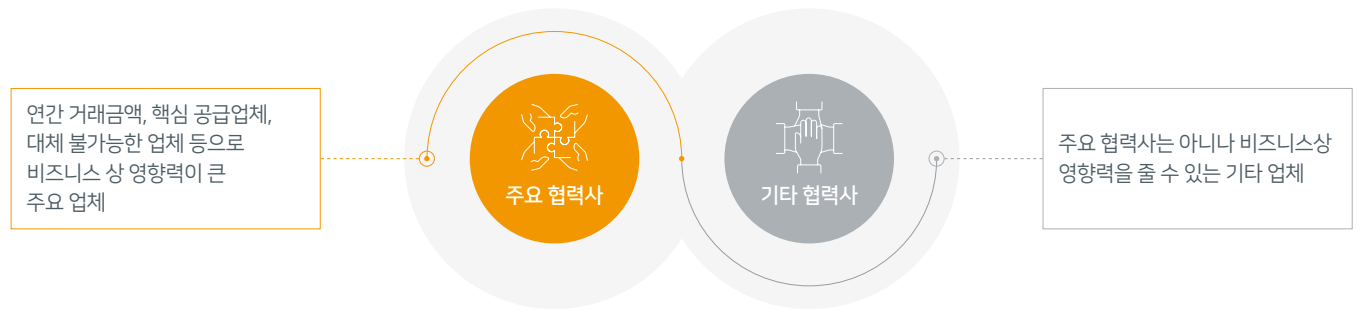 연간 거래금액, 핵심 공급업체,
대체 불가능한 업체 등으로
비즈니스 상 영향력이 큰
주요 업체
주요 협력사
기타 협력사
주요 협력사는 아니나 비즈니스상
영향력을 줄 수 있는 기타 업체